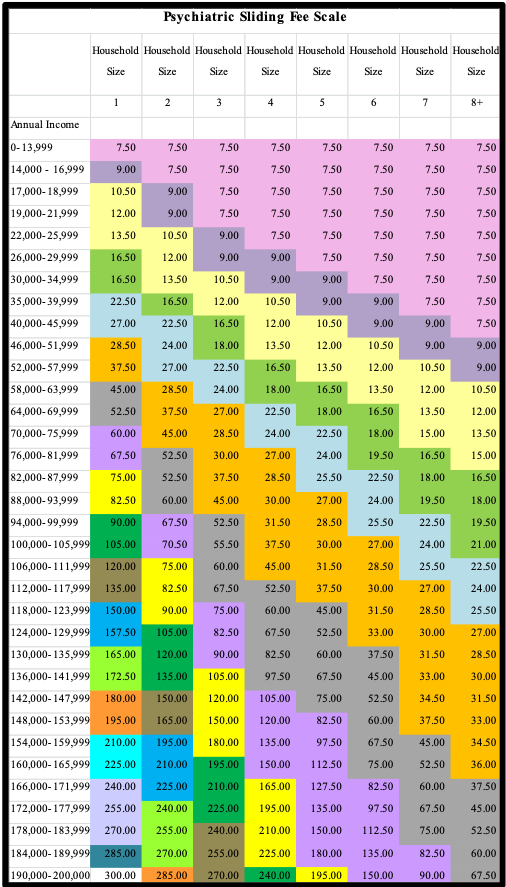 Psychiatric Sliding Fee Scale
Household Household Household Household Household Household Household Household
Size Size Size Size Size Size Size Size
1 2 3 4 5 6 7 8+
Annual Income
0-13,999 7.50 7.50 7.50 7.50 7.50 7.50 7.50 7.50
14,000 - 16,999 9.00 7.50 7.50 7.50 7.50 7.50 7.50 7.50
17,000-18,999 10.50 9.00 7.50 7.50 7.50 7.50 7.50 7.50
19,000-21,999 12.00 9.00 7.50 7.50 7.50 7.50 7.50 7.50
22,000-25,999 13.50 10.50 9.00 7.50 7.50 7.50 7.50 7.50
26,000-29,999 16.50 12.00 9.00 9.00 7.50 7.50 7.50 7.50
30,000-34,999 16.50 13.50 10.50 9.00 9.00 7.50 7.50 7.50
35,000-39,999 22.50 16.50 12.00 10.50 9.00 9.00 7.50 7.50
40,000-45,999 27.00 22.50 16.50 12.00 10.50 9.00 9.00 7.50
46,000-51,999 28.50 24.00 18.00 13.50 12.00 10.50 9.00 9.00
52,000-57,999 37.50 27.00 22.50 16.50 13.50 12.00 10.50 9.00
58,000-63,999 45.00 28.50 24.00 18.00 16.50 13.50 12.00 10.50
64,000-69,999 52.50 37.50 27.00 22.50 18.00 16.50 13.50 12.00
70,000-75,999 60.00 45.00 28.50 24.00 22.50 18.00 15.00 13.50
76,000-81,999 67.50 52.50 30.00 27.00 24.00 19.50 16.50 15.00
82,000-87,999 75.00 52.50 37.50 28.50 25.50 22.50 18.00 16.50
88,000-93,999 82.50 60.00 45.00 30.00 27.00 24.00 19.50 18.00
94,000-99,999 90.00 67.50 52.50 31.50 28.50 25.50 22.50 19.50
100,000-105,999 105.00 70.50 55.50 37.50 30.00 27.00 24.00 21.00
106,000-111,999 120.00 75.00 60.00 45.00 31.50 28.50 25.50 22.50
112,000-117,999 135.00 82.50 67.50 52.50 37.50 30.00 27.00 24.00
118,000-123,999 150.00 90.00 75.00 60.00 45.00 31.50 28.50 25.50
124,000-129,999 157.50 105.00 82.50 67.50 52.50 33.00 30.00 27.00
130,000-135,999 165.00 120.00 90.00 82.50 60.00 37.50 31.50 28.50
136,000-141,999 172.50 135.00 105.00 97.50 67.50 45.00 33.00 30.00
142,000-147,999 180.00 150.00 120.00 105.00 75.00 52.50 34.50 31.50
148,000-153,999 195.00 165.00 150.00 120.00 82.50 60.00 37.50 33.00
154,000-159,999 210.00 195.00 180.00 135.00 97.50 67.50 45.00 34.50
160,000-165,999 225.00 210.00 195.00 150.00 112.50 75.00 52.50 36.00
166,000-171,999 240.00 225.00 210.00 165.00 127.50 82.50 60.00 37.50
172,000-177,999 255.00 240.00 225.00 195.00 135.00 97.50 67.50 45.00
178,000-183,999 270.00 255.00 240.00 210.00 150.00 112.50 75.00 52.50
184,000-189,999 285.00 270.00 255.00 225.00 180.00 135.00 82.50 60.00
190,000-200,000 300.00 285.00 270.00 240.00 195.00 150.00 90.00 67.50